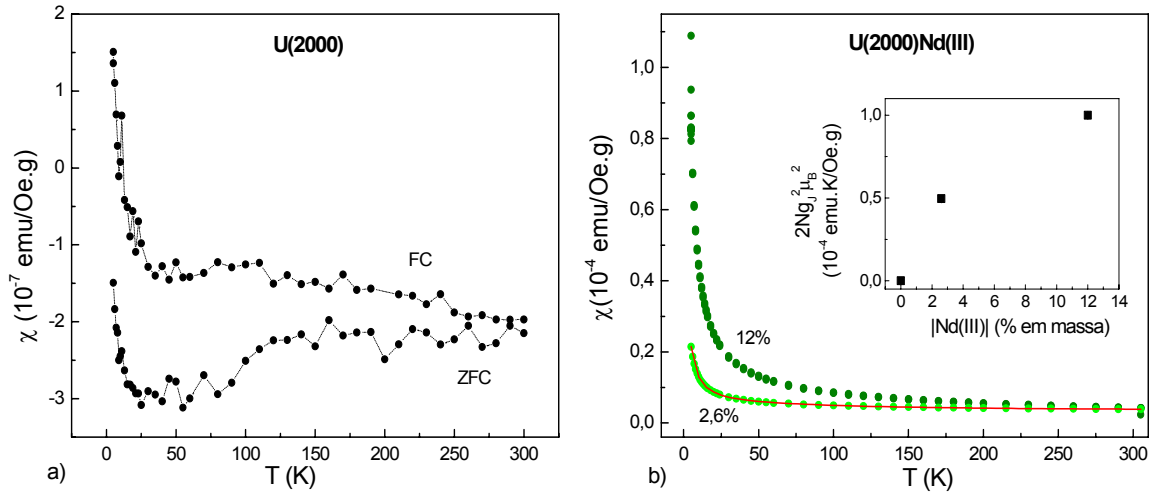 U(2000)
2
1
0
-1
-2
-3
χ (10⁻⁷ emu/Oe.g)
FC
ZFC
0 50 100 150 200 250 300
a) T (K)
U(2000)Nd(III)
1,2
1,0
0,8
0,6
0,4
0,2
0,0
χ(10⁻⁴ emu/Oe.g)
12%
2,6%
0 50 100 150 200 250 300
b) T (K)
1,0
0,5
0,0
2Ng_J²μ_B²
(10⁻⁴ emu.K/Oe.g)
0 2 4 6 8 10 12 14
|Nd(III)| (% em massa)